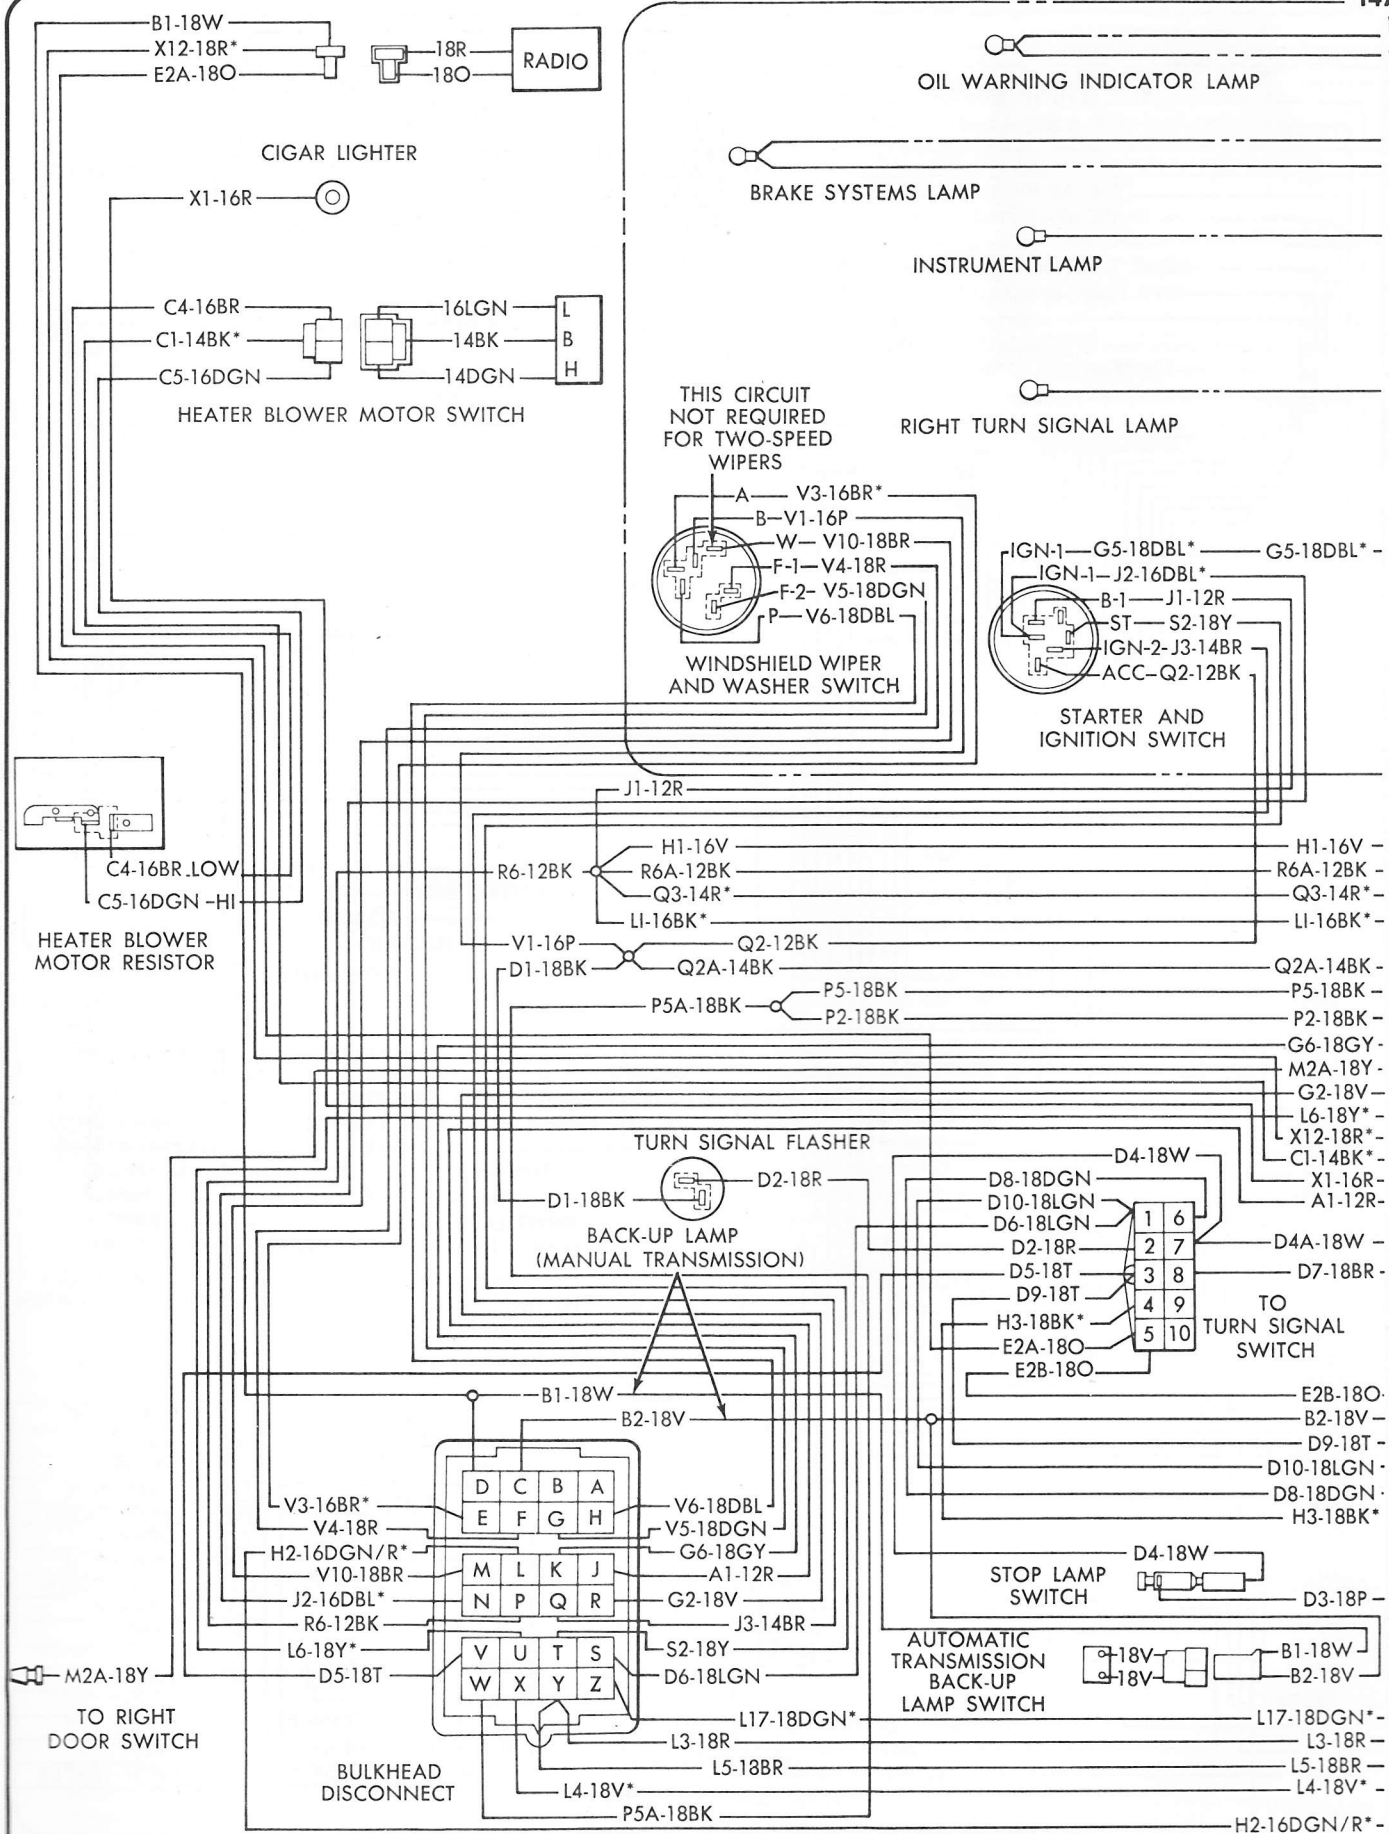 147
B1-18W
X12-18R*
E2A-18O
18R
18O
RADIO
OIL WARNING INDICATOR LAMP
CIGAR LIGHTER
X1-16R
BRAKE SYSTEMS LAMP
INSTRUMENT LAMP
C4-16BR
C1-14BK*
C5-16DGN
16LGN
14BK
14DGN
L
B
H
HEATER BLOWER MOTOR SWITCH
RIGHT TURN SIGNAL LAMP
THIS CIRCUIT
NOT REQUIRED
FOR TWO-SPEED
WIPERS
A V3-16BR*
B-V1-16P
W V10-18BR
F-1 V4-18R
F-2- V5-18DGN
P V6-18DBL
WINDSHIELD WIPER
AND WASHER SWITCH
IGN-1 G5-18DBL* G5-18DBL*
IGN-1 J2-16DBL*
B-1 J1-12R
ST S2-18Y
IGN-2-J3-14BR
ACC-Q2-12BK
STARTER AND
IGNITION SWITCH
C4-16BR LOW
C5-16DGN -HI
HEATER BLOWER
MOTOR RESISTOR
J1-12R
H1-16V H1-16V
R6-12BK R6A-12BK R6A-12BK
Q3-14R* Q3-14R*
LI-16BK* LI-16BK*
V1-16P Q2-12BK
D1-18BK Q2A-14BK Q2A-14BK
P5-18BK P5-18BK
P5A-18BK
P2-18BK P2-18BK
G6-18GY
M2A-18Y
G2-18V
L6-18Y*
X12-18R*
C1-14BK*
X1-16R
A1-12R
TURN SIGNAL FLASHER
D2-18R
D1-18BK
BACK-UP LAMP
(MANUAL TRANSMISSION)
D4-18W
D8-18DGN
D10-18LGN
D6-18LGN
D2-18R
D5-18T
D9-18T
H3-18BK*
E2A-18O
E2B-18O
1 6
2 7
3 8
4 9
5 10
D4A-18W
D7-18BR
TO
TURN SIGNAL
SWITCH
B1-18W
B2-18V
E2B-18O
B2-18V
D9-18T
D10-18LGN
D8-18DGN
H3-18BK*
D C B A
E F G H
M L K J
N P Q R
V U T S
W X Y Z
V3-16BR*
V4-18R
H2-16DGN/R*
V10-18BR
J2-16DBL*
R6-12BK
L6-18Y*
D5-18T
V6-18DBL
V5-18DGN
G6-18GY
A1-12R
G2-18V
J3-14BR
S2-18Y
D6-18LGN
M2A-18Y
TO RIGHT
DOOR SWITCH
BULKHEAD
DISCONNECT
D4-18W
STOP LAMP
SWITCH
D3-18P
AUTOMATIC
TRANSMISSION
BACK-UP
LAMP SWITCH
18V
18V
B1-18W
B2-18V
L17-18DGN* L17-18DGN*
L3-18R L3-18R
L5-18BR L5-18BR
L4-18V* L4-18V*
P5A-18BK
H2-16DGN/R*